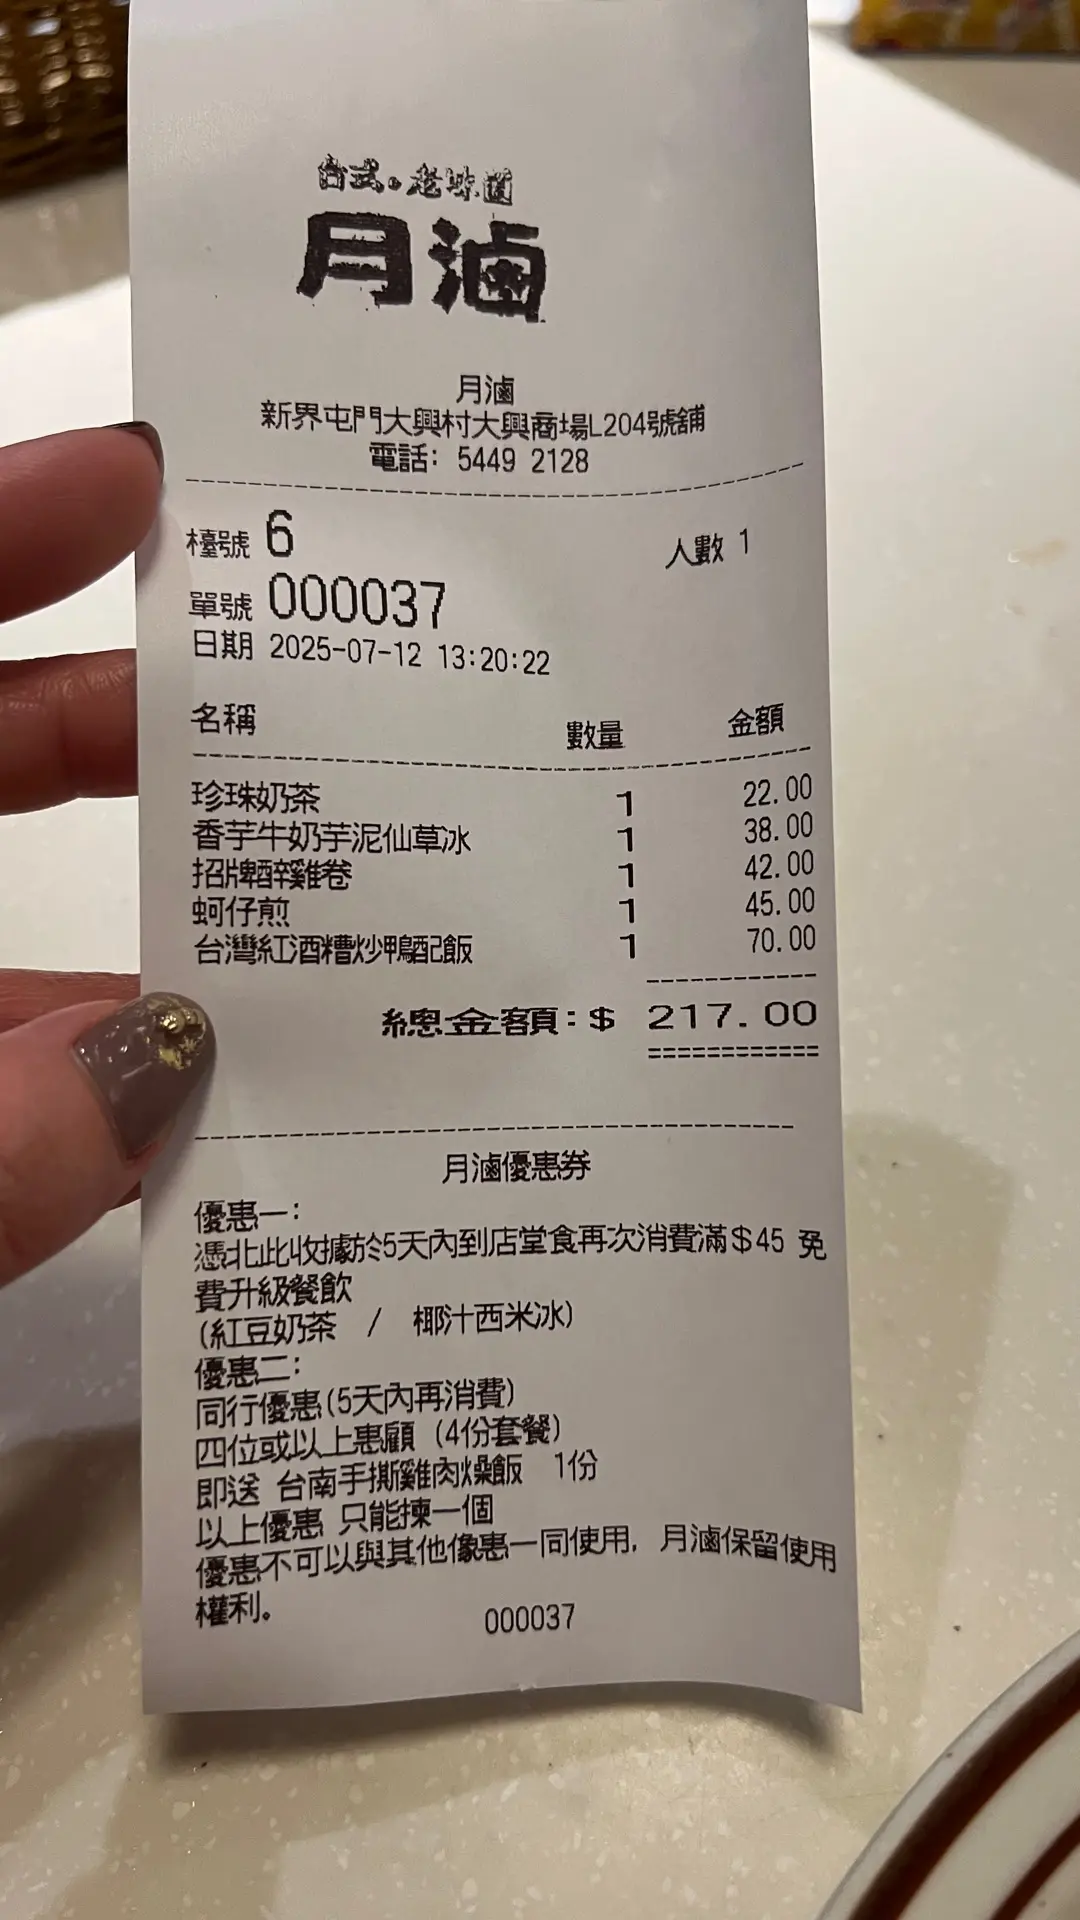 台式。老味道
月滷
月滷
新界屯門大興村大興商場L204號舖
電話: 5449 2128
檯號 6 人數 1
單號 000037
日期 2025-07-12 13:20:22
名稱 數量 金額
珍珠奶茶 1 22.00
香芋牛奶芋泥仙草冰 1 38.00
招牌醉雞卷 1 42.00
蚵仔煎 1 45.00
台灣紅酒糟炒鴨配飯 1 70.00
總金額:$ 217.00
月滷優惠券
優惠一:
憑北此收據於5天內到店堂食再次消費滿$45 免
費升級餐飲
(紅豆奶茶 / 椰汁西米冰)
優惠二:
同行優惠(5天內再消費)
四位或以上惠顧 (4份套餐)
即送 台南手撕雞肉燥飯 1份
以上優惠 只能揀一個
優惠不可以與其他像惠一同使用, 月滷保留使用
權利。
000037